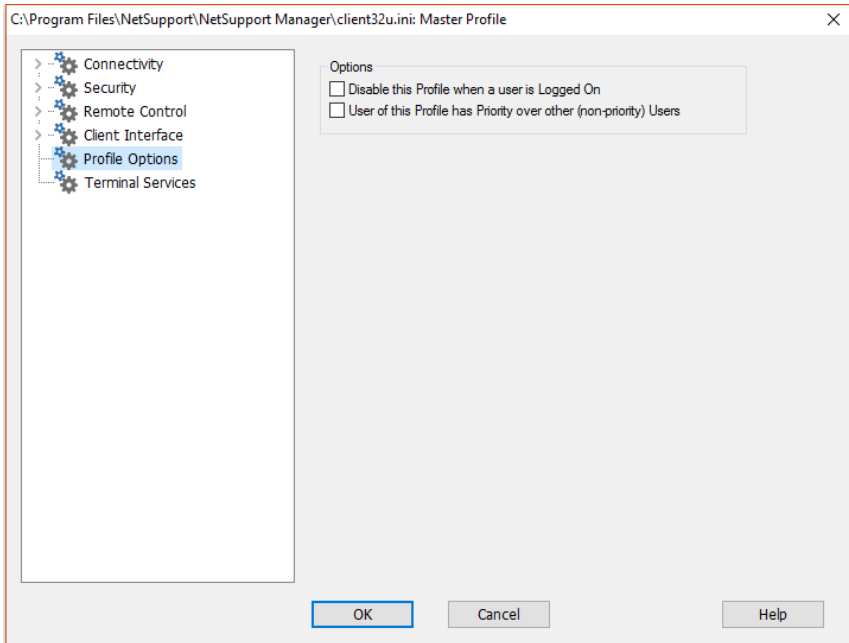 C:\Program Files\NetSupport\NetSupport Manager\client32u.ini: Master Profile
Connectivity
Security
Remote Control
Client Interface
Profile Options
Terminal Services
Options
Disable this Profile when a user is Logged On
User of this Profile has Priority over other (non-priority) Users
OK
Cancel
Help